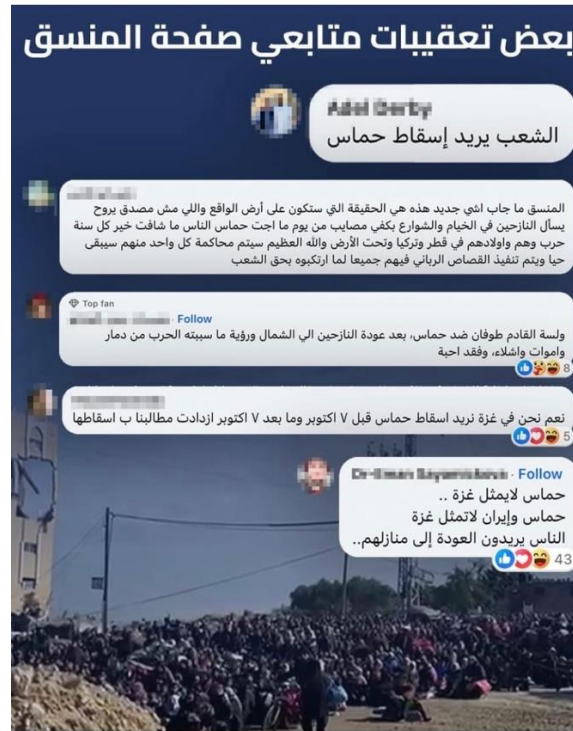 بعض تعقيبات متابعي صفحة المنسق
الشعب يريد إسقاط حماس
المنسق ما جاب اشي جديد هذه هي الحقيقة التي ستكون على أرض الواقع واللي مش مصدق يروح
يسأل النازحين في الخيام والشوارع بكفي مصايب من يوم ما اجت حماس الناس ما شافت خير كل سنة
حرب وهم واولادهم في قطر وتركيا وتحت الأرض والله العظيم سيتم محاكمة كل واحد منهم سيبقى
حيا ويتم تنفيذ القصاص الرباني فيهم جميعا لما ارتكبوه بحق الشعب
Top fan
Follow
ولسة القادم طوفان ضد حماس، بعد عودة النازحين الي الشمال ورؤية ما سببته الحرب من دمار
واموات واشلاء، وفقد احبة
8
نعم نحن في غزة نريد اسقاط حماس قبل ٧ اكتوبر وما بعد ٧ اكتوبر ازدادت مطالبنا ب اسقاطها
5
· Follow
حماس لايمثل غزة ..
حماس وإيران لاتمثل غزة
الناس يريدون العودة إلى منازلهم..
43